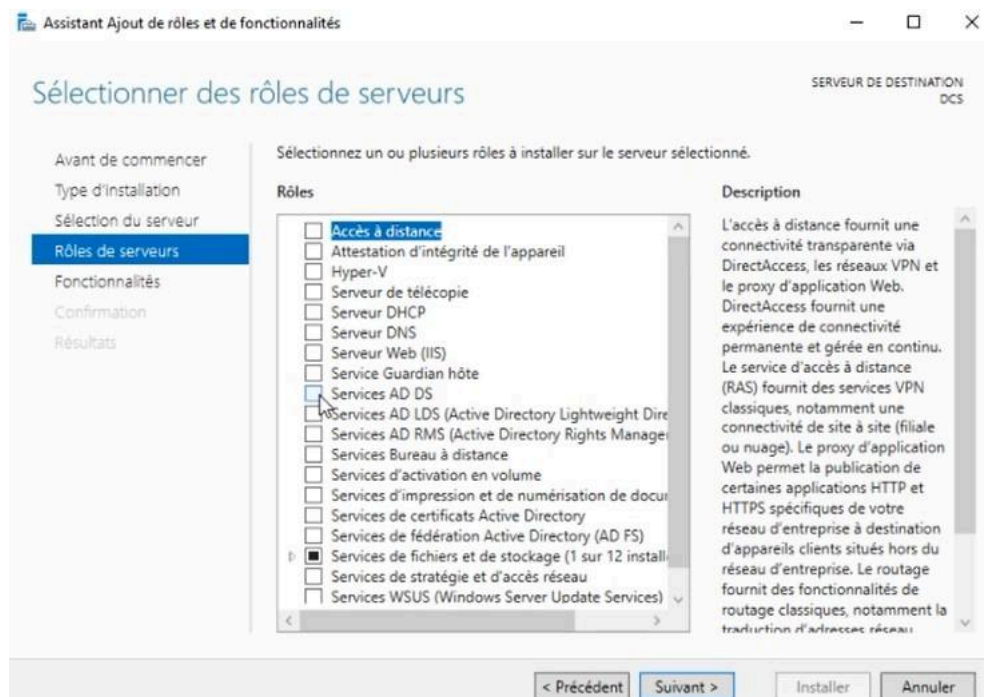 Assistant Ajout de rôles et de fonctionnalités
Sélectionner des rôles de serveurs
SERVEUR DE DESTINATION
DCS
Avant de commencer
Type d'installation
Sélection du serveur
Rôles de serveurs
Fonctionnalités
Confirmation
Résultats
Sélectionnez un ou plusieurs rôles à installer sur le serveur sélectionné.
Rôles
Accès à distance
Attestation d'intégrité de l'appareil
Hyper-V
Serveur de télécopie
Serveur DHCP
Serveur DNS
Serveur Web (IIS)
Service Guardian hôte
Services AD DS
Services AD LDS (Active Directory Lightweight Dire
Services AD RMS (Active Directory Rights Manage
Services Bureau à distance
Services d'activation en volume
Services d'impression et de numérisation de docu
Services de certificats Active Directory
Services de fédération Active Directory (AD FS)
Services de fichiers et de stockage (1 sur 12 install
Services de stratégie et d'accès réseau
Services WSUS (Windows Server Update Services)
Description
L'accès à distance fournit une
connectivité transparente via
DirectAccess, les réseaux VPN et
le proxy d'application Web.
DirectAccess fournit une
expérience de connectivité
permanente et gérée en continu.
Le service d'accès à distance
(RAS) fournit des services VPN
classiques, notamment une
connectivité de site à site (filiale
ou nuage). Le proxy d'application
Web permet la publication de
certaines applications HTTP et
HTTPS spécifiques de votre
réseau d'entreprise à destination
d'appareils clients situés hors du
réseau d'entreprise. Le routage
fournit des fonctionnalités de
routage classiques, notamment la
traduction d'adresses réseau
< Précédent
Suivant >
Installer
Annuler